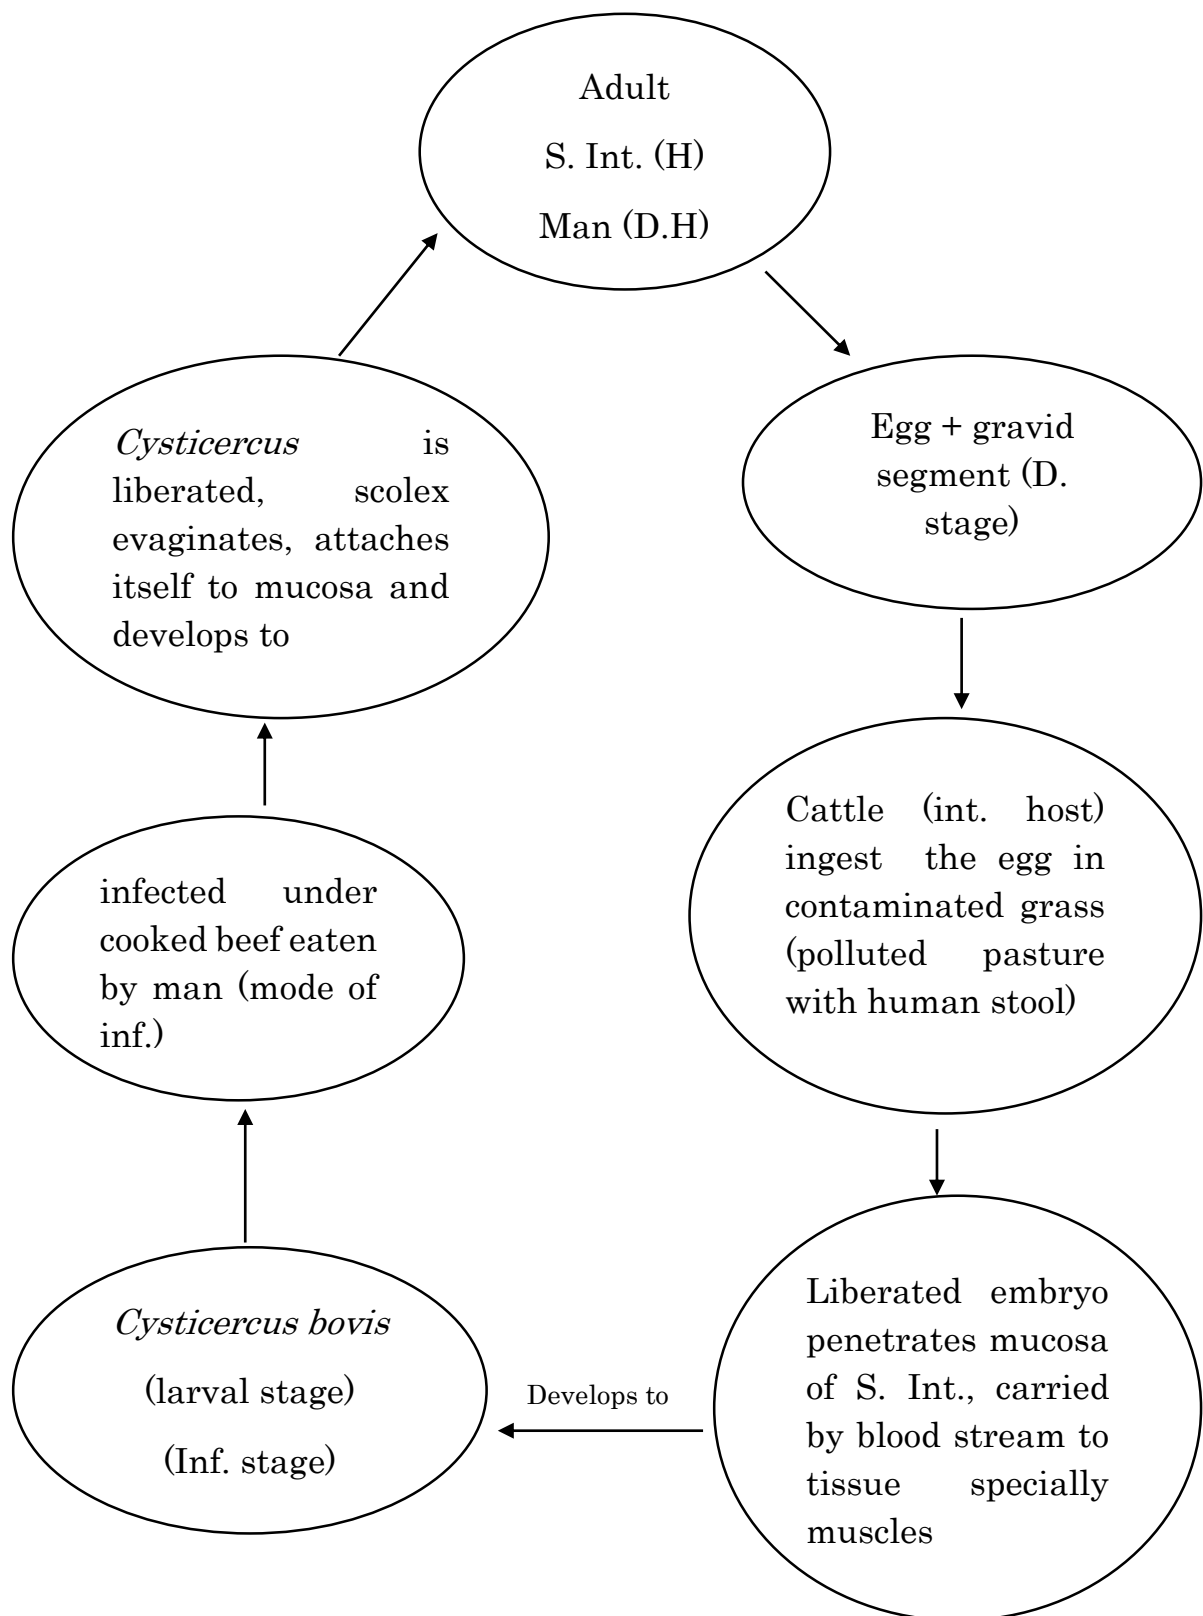 Adult
S. Int. (H)
Man (D.H)
Egg + gravid
segment (D.
stage)
Cattle (int. host)
ingest the egg in
contaminated grass
(polluted pasture
with human stool)
Liberated embryo
penetrates mucosa
of S. Int., carried
by blood stream to
tissue specially
muscles
Develops to
Cysticercus bovis
(larval stage)
(Inf. stage)
infected under
cooked beef eaten
by man (mode of
inf.)
Cysticercus is
liberated, scolex
evaginates, attaches
itself to mucosa and
develops to